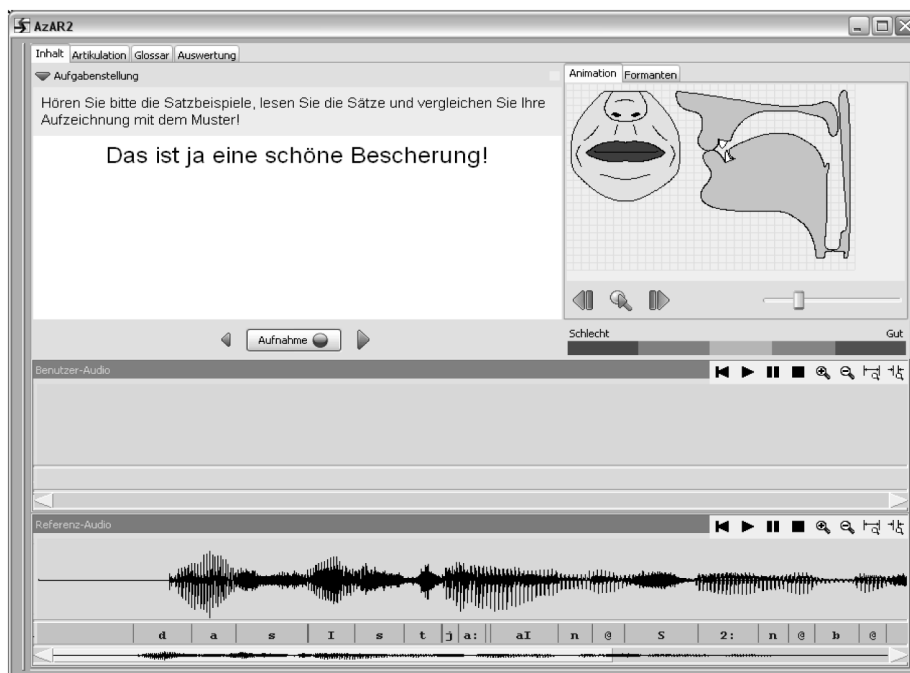 AzAR2
Inhalt Artikulation Glossar Auswertung
Aufgabenstellung
Hören Sie bitte die Satzbeispiele, lesen Sie die Sätze und vergleichen Sie Ihre
Aufzeichnung mit dem Muster!
Das ist ja eine schöne Bescherung!
Animation Formanten
Aufnahme
Schlecht Gut
Benutzer-Audio
Referenz-Audio
d a s I s t j a: aI n @ S 2: n @ b @